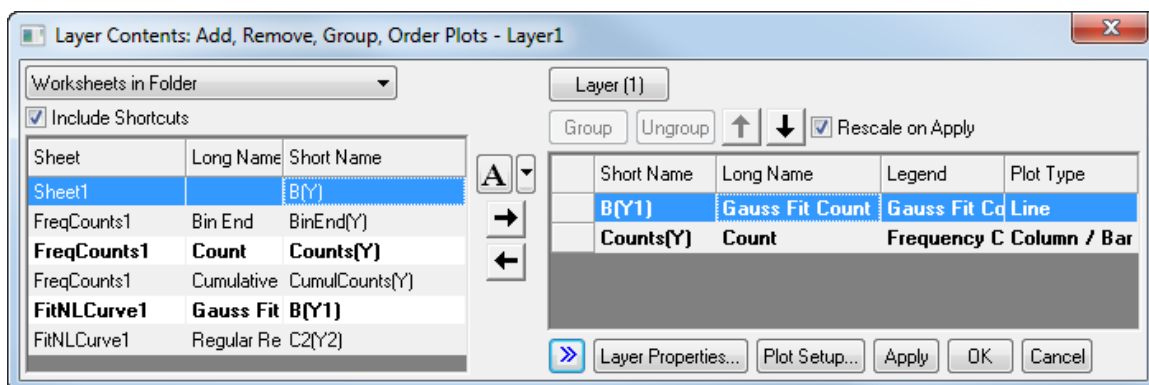 Layer Contents: Add, Remove, Group, Order Plots - Layer1
Worksheets in Folder
Include Shortcuts
Sheet Long Name Short Name
Sheet1 B(Y)
FreqCounts1 Bin End BinEnd(Y)
FreqCounts1 Count Counts(Y)
FreqCounts1 Cumulative CumulCounts(Y)
FitNLCurve1 Gauss Fit B(Y1)
FitNLCurve1 Regular Re C2(Y2)
A
Layer (1)
Group Ungroup Rescale on Apply
Short Name Long Name Legend Plot Type
B(Y1) Gauss Fit Count Gauss Fit Co Line
Counts(Y) Count Frequency C Column / Bar
Layer Properties... Plot Setup... Apply OK Cancel